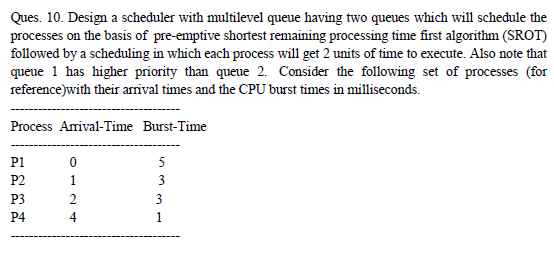 Ques. 10. Design a scheduler with multilevel queue having two queues which will schedule the
processes on the basis of pre-emptive shortest remaining processing time first algorithm (SROT)
followed by a scheduling in which each process will get 2 units of time to execute. Also note that
queue 1 has higher priority than queue 2. Consider the following set of processes (for
reference)with their arrival times and the CPU burst times in milliseconds.
-------------------------------------
Process Arrival-Time Burst-Time
-------------------------------------
P1 0 5
P2 1 3
P3 2 3
P4 4 1
-------------------------------------